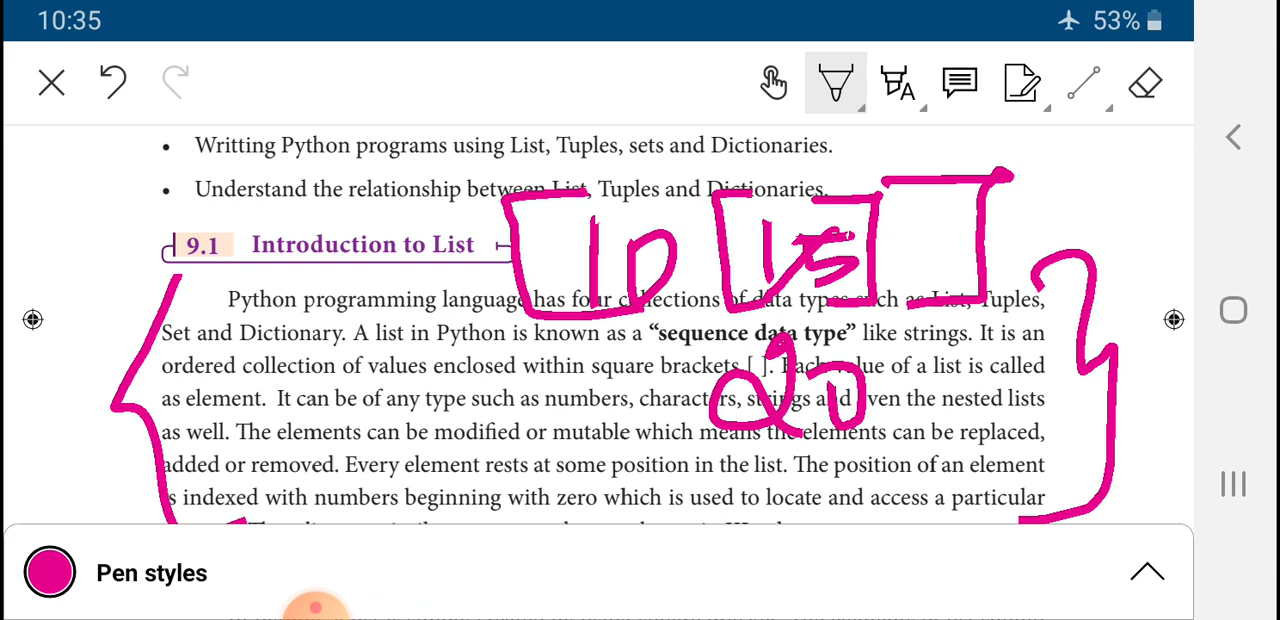 10:35
53%
• Writting Python programs using List, Tuples, sets and Dictionaries.
• Understand the relationship between List, Tuples and Dictionaries.
9.1 Introduction to List
10 15
Python programming language has four collections of data types such as List, Tuples,
Set and Dictionary. A list in Python is known as a “sequence data type” like strings. It is an
ordered collection of values enclosed within square brackets [ ]. Each value of a list is called
20
as element. It can be of any type such as numbers, characters, strings and even the nested lists
as well. The elements can be modified or mutable which means the elements can be replaced,
added or removed. Every element rests at some position in the list. The position of an element
is indexed with numbers beginning with zero which is used to locate and access a particular
Pen styles